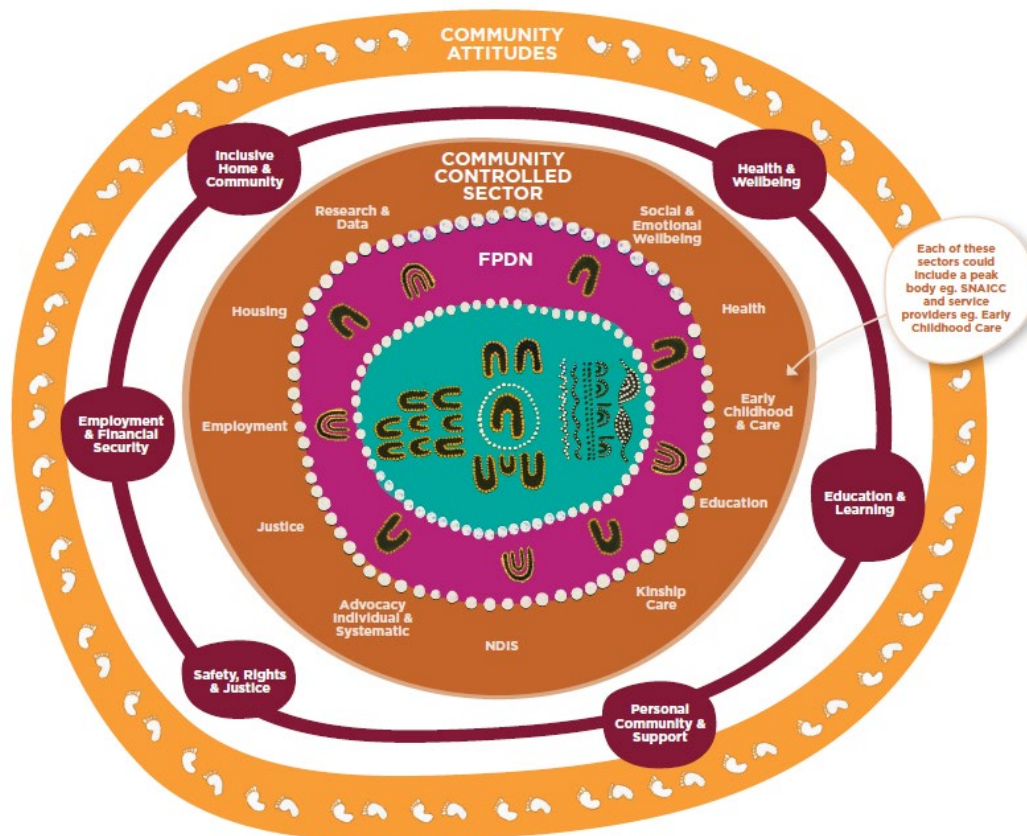 COMMUNITY
ATTITUDES
Inclusive
Home &
Community
COMMUNITY
CONTROLLED
SECTOR
Health &
Wellbeing
Research &
Data
Social &
Emotional
Wellbeing
FPDN
Each of these
sectors could
include a peak
body eg. SNAICC
and service
providers eg. Early
Childhood Care
Housing
Health
Employment
& Financial
Security
Employment
Early
Childhood
& Care
Education &
Learning
Education
Justice
Kinship
Care
Advocacy
Individual &
Systematic
NDIS
Safety, Rights
& Justice
Personal
Community &
Support